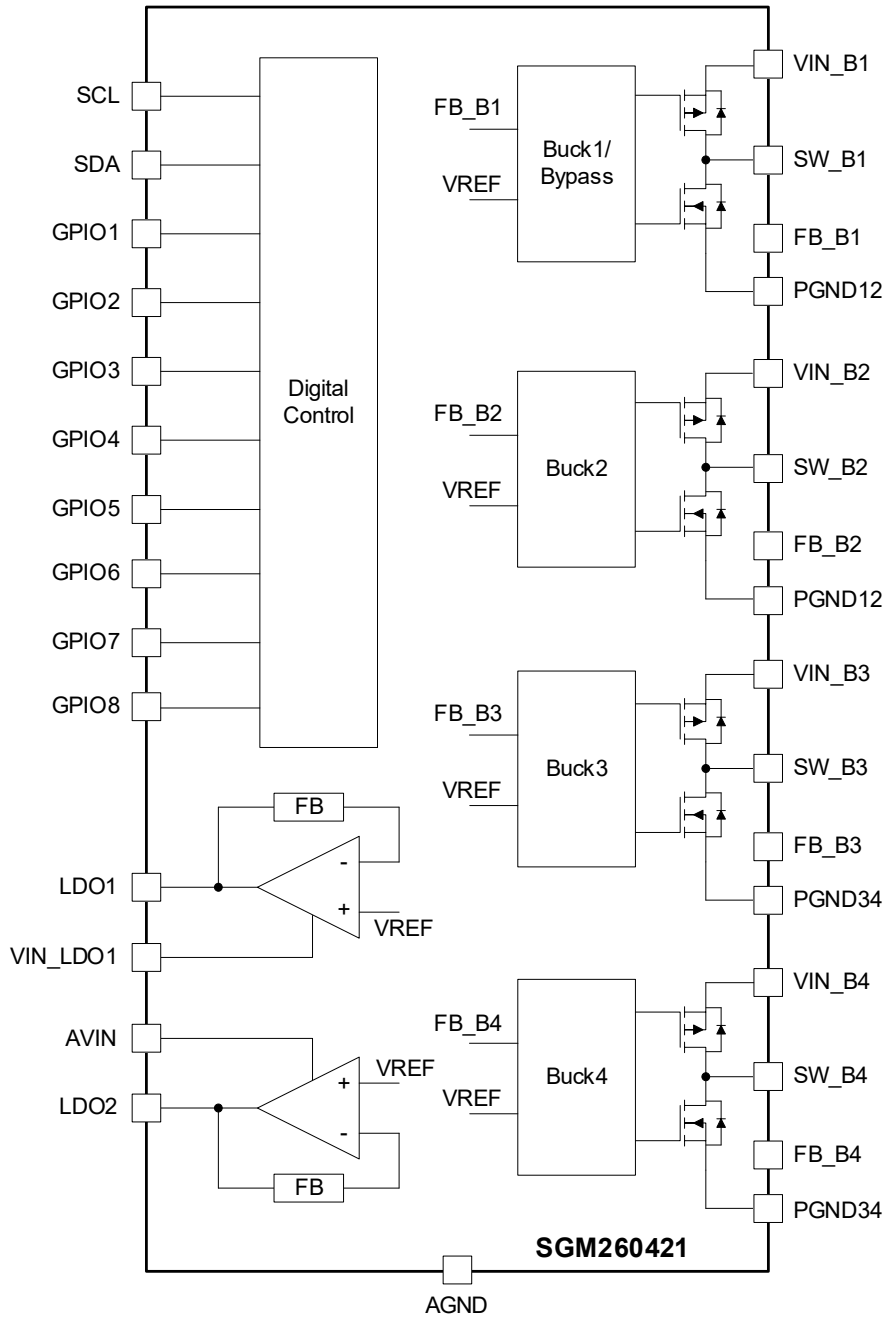 SCL
SDA
GPIO1
GPIO2
GPIO3
GPIO4
GPIO5
GPIO6
GPIO7
GPIO8
Digital
Control
FB
-
+
VREF
LDO1
VIN_LDO1
AVIN
LDO2
+
VREF
-
FB
FB_B1
VREF
Buck1/
Bypass
VIN_B1
SW_B1
FB_B1
PGND12
FB_B2
VREF
Buck2
VIN_B2
SW_B2
FB_B2
PGND12
FB_B3
VREF
Buck3
VIN_B3
SW_B3
FB_B3
PGND34
FB_B4
VREF
Buck4
VIN_B4
SW_B4
FB_B4
PGND34
SGM260421
AGND